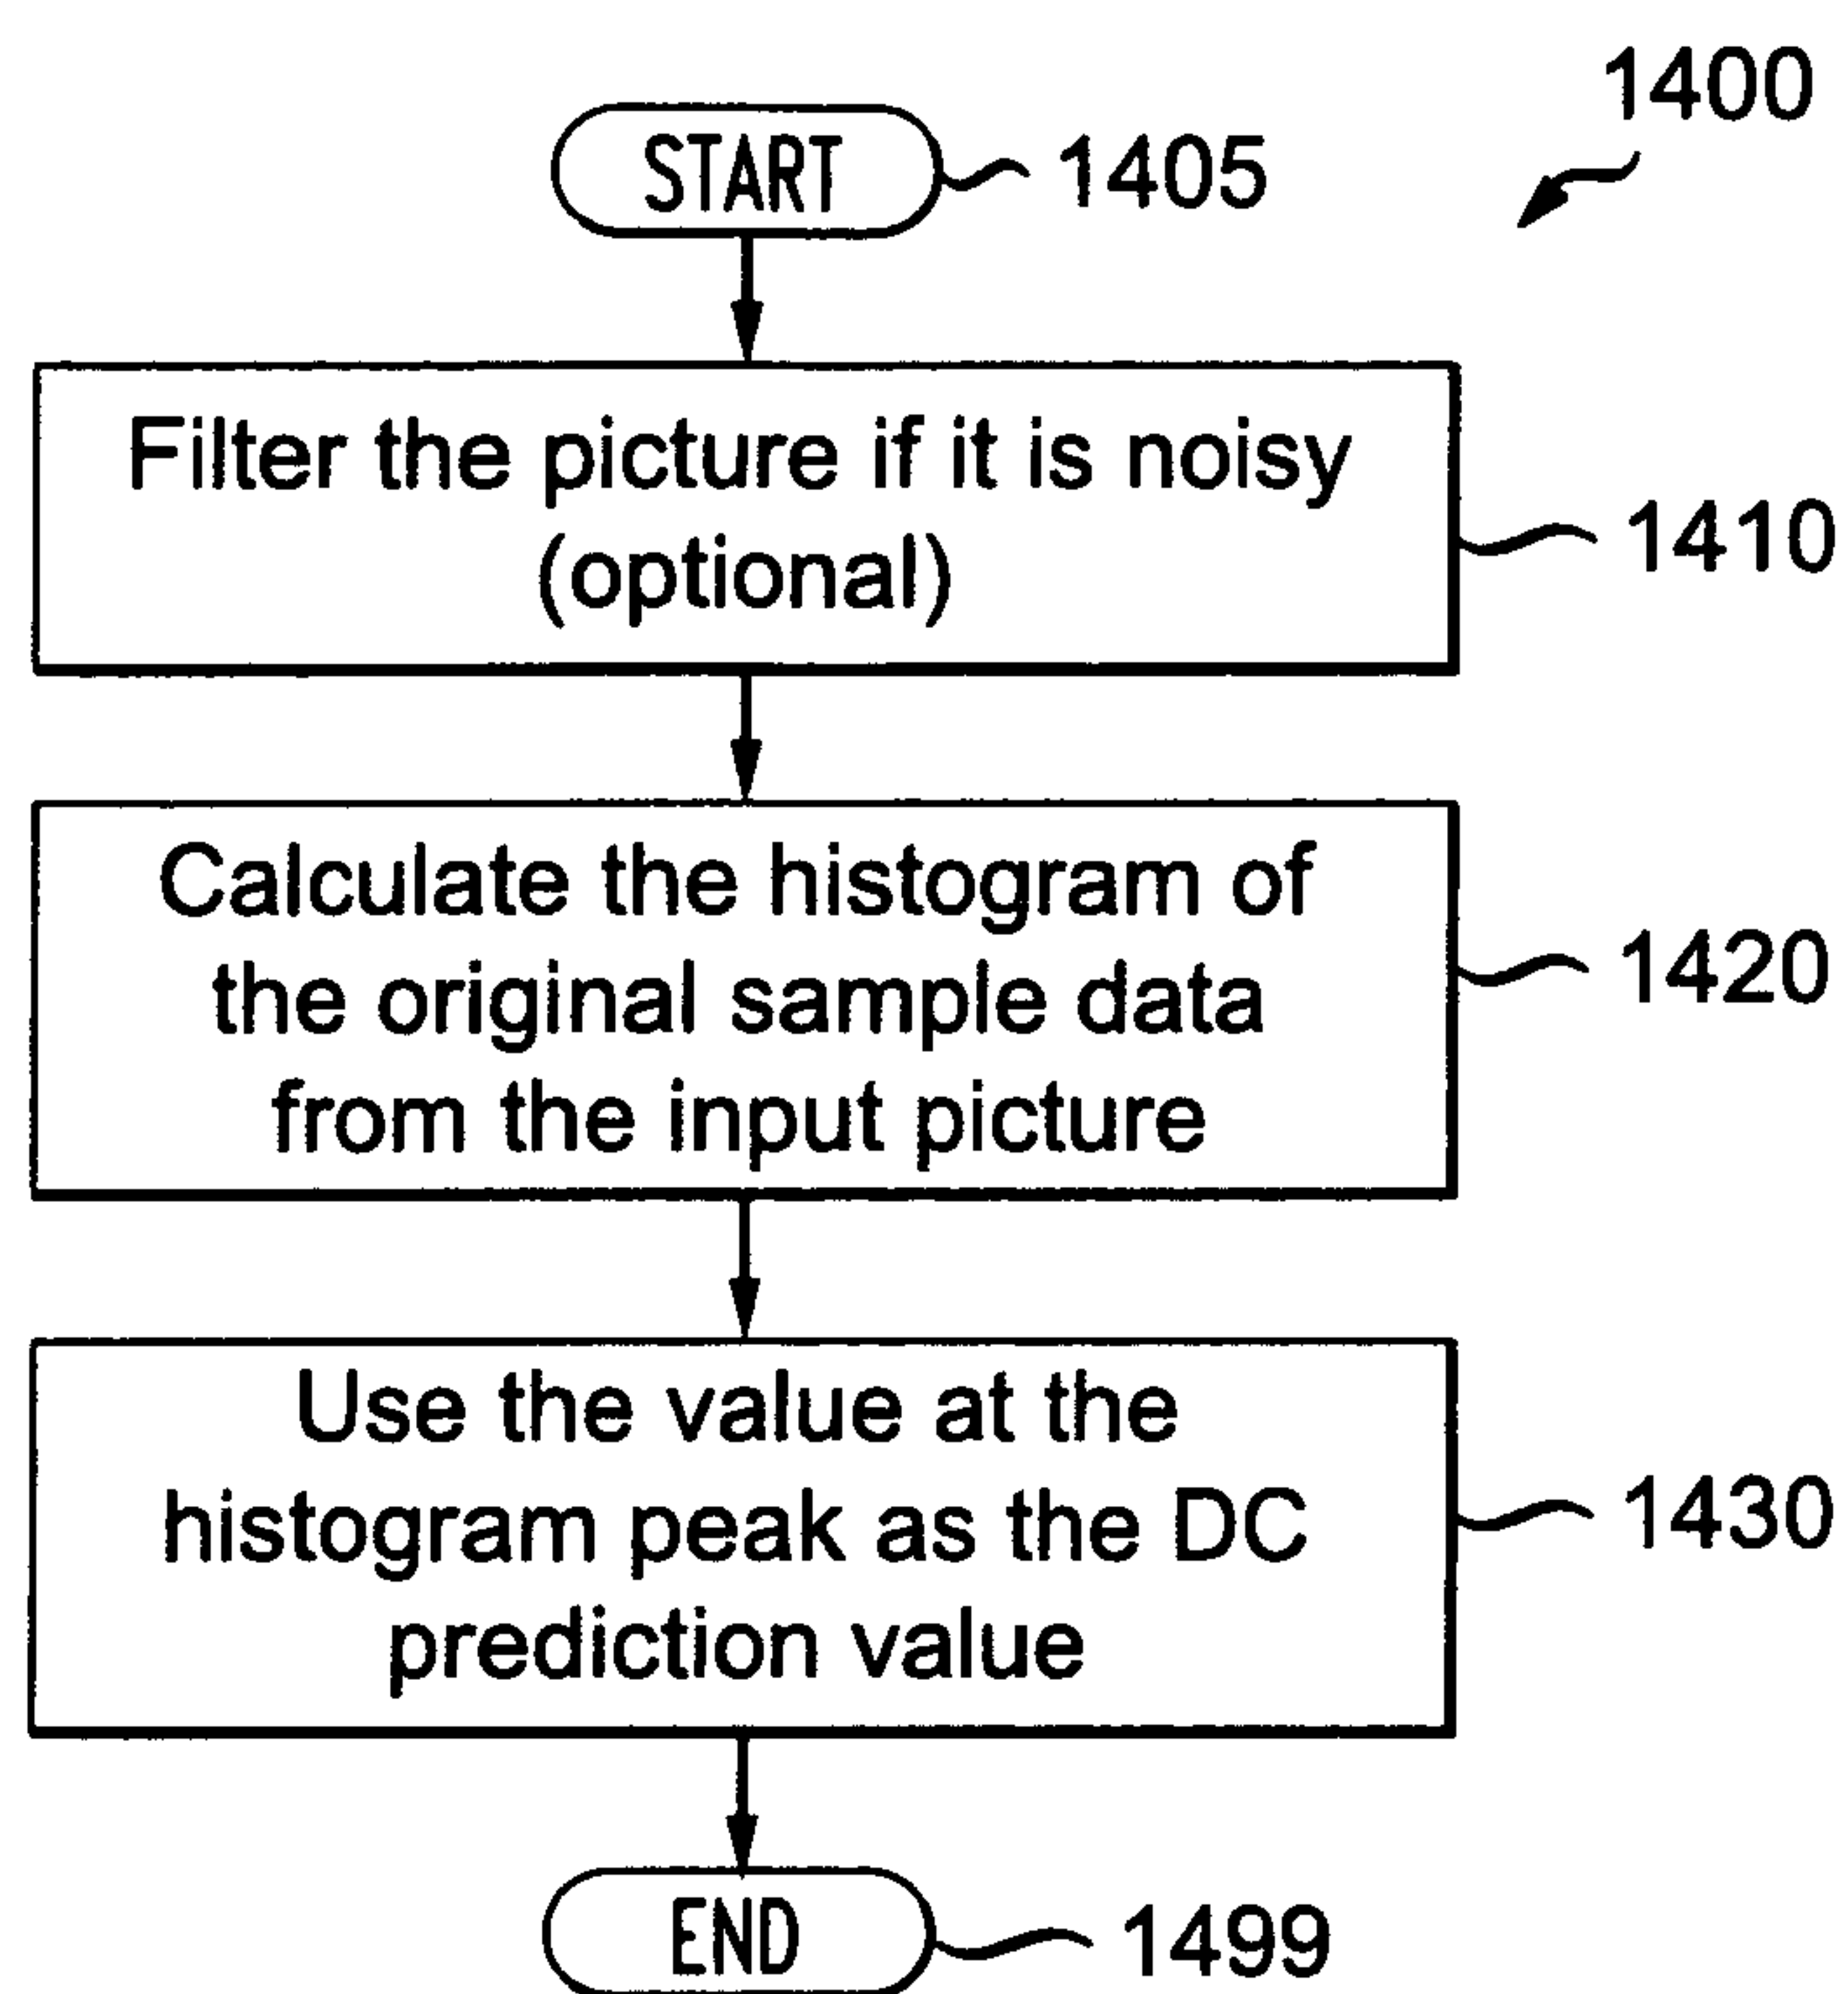 1400
START
1405
Filter the picture if it is noisy
(optional)
1410
Calculate the histogram of
the original sample data
from the input picture
1420
Use the value at the
histogram peak as the DC
prediction value
1430
END
1499